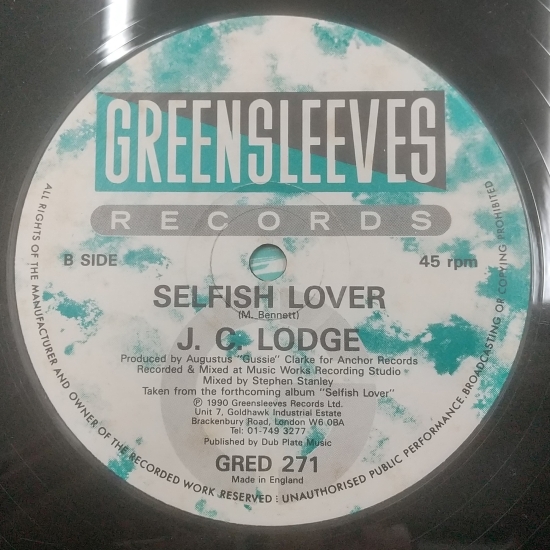 GREENSLEEVES
RECORDS
B SIDE
45 rpm
SELFISH LOVER
(M. Bennett)
J. C. LODGE
Produced by Augustus "Gussie" Clarke for Anchor Records
Recorded & Mixed at Music Works Recording Studio
Mixed by Stephen Stanley
Taken from the forthcoming album "Selfish Lover"
℗ 1990 Greensleeves Records Ltd.
Unit 7, Goldhawk Industrial Estate
Brackenbury Road, London W6 0BA
Tel: 01-749 3277
Published by Dub Plate Music
GRED 271
Made in England
ALL RIGHTS OF THE MANUFACTURER AND OWNER OF THE RECORDED WORK RESERVED : UNAUTHORISED PUBLIC PERFORMANCE. BROADCASTING OR COPYING PROHIBITED